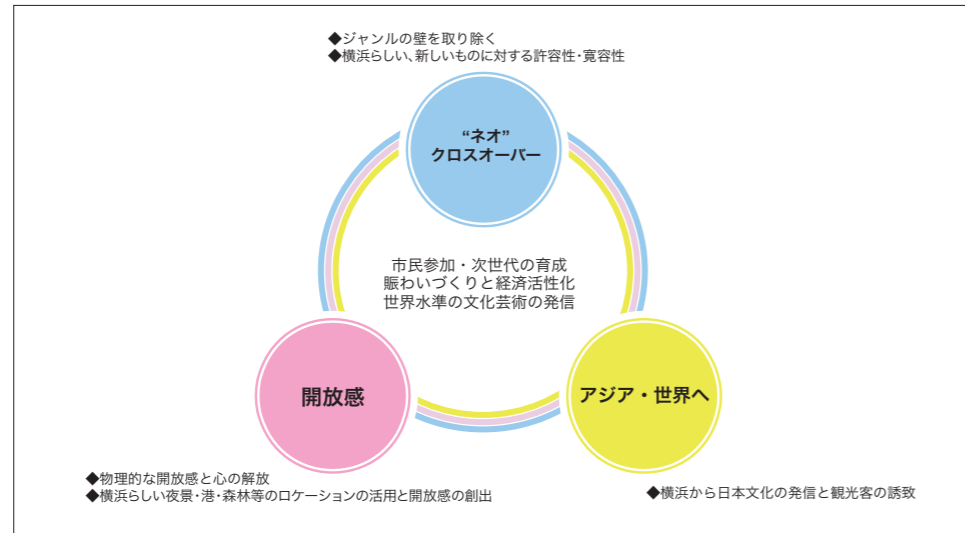 ◆ジャンルの壁を取り除く
◆横浜らしい、新しいものに対する許容性・寛容性
“ネオ”
クロスオーバー
市民参加・次世代の育成
賑わいづくりと経済活性化
世界水準の文化芸術の発信
開放感
アジア・世界へ
◆物理的な開放感と心の解放
◆横浜らしい夜景・港・森林等のロケーションの活用と開放感の創出
◆横浜から日本文化の発信と観光客の誘致